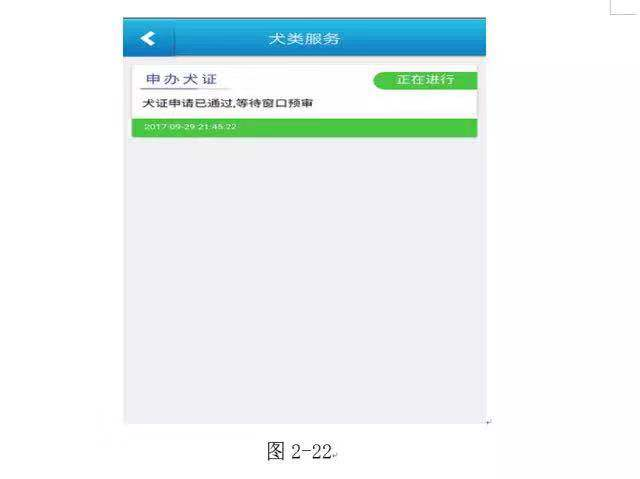 犬类服务
申办犬证
正在进行
犬证申请已通过,等待窗口预审
2017-09-29 21:45:22
图 2-22